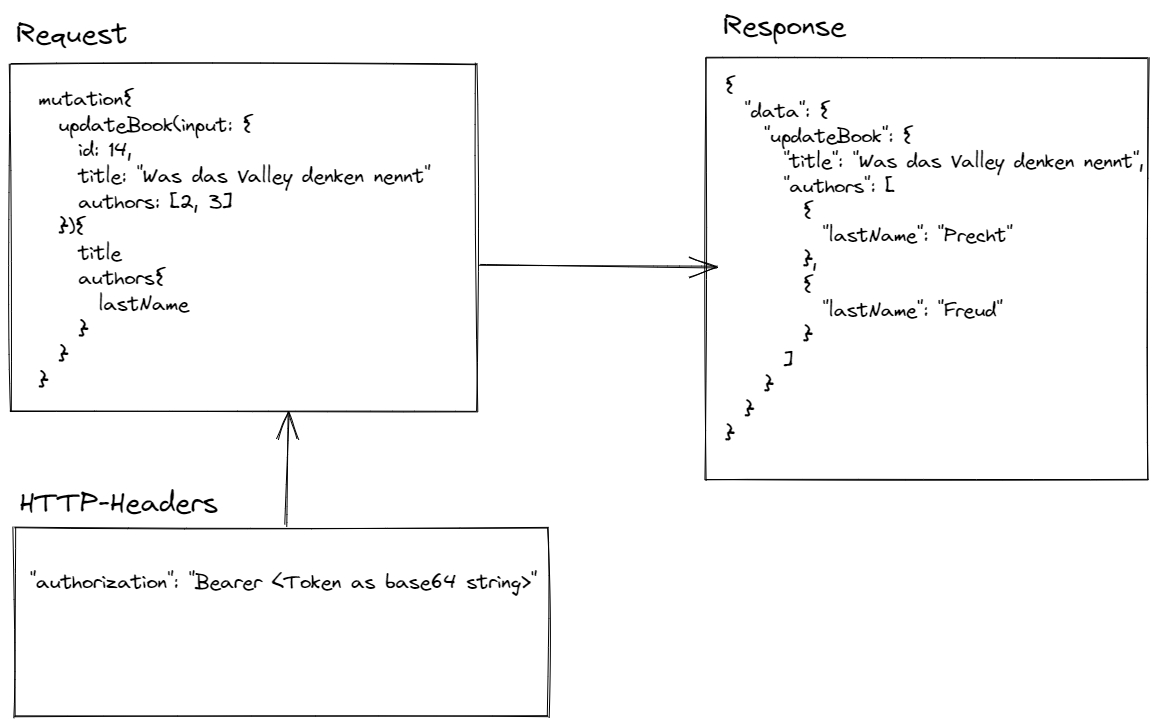 Request
mutation{
updateBook(input: {
id: 14,
title: "Was das Valley denken nennt"
authors: [2, 3]
}){
title
authors{
lastName
}
}
}
HTTP-Headers
"authorization": "Bearer <Token as base64 string>"
Response
{
"data": {
"updateBook": {
"title": "Was das Valley denken nennt",
"authors": [
{
"lastName": "Precht"
},
{
"lastName": "Freud"
}
]
}
}
}